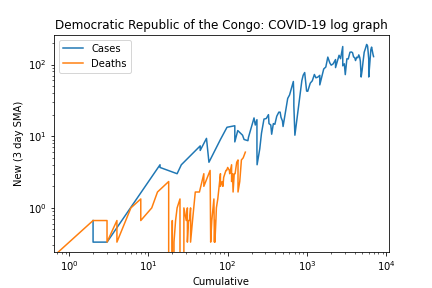 Democratic Republic of the Congo: COVID-19 log graph
Cases
Deaths
New (3 day SMA)
10²
10¹
10⁰
10⁰ 10¹ 10² 10³ 10⁴
Cumulative